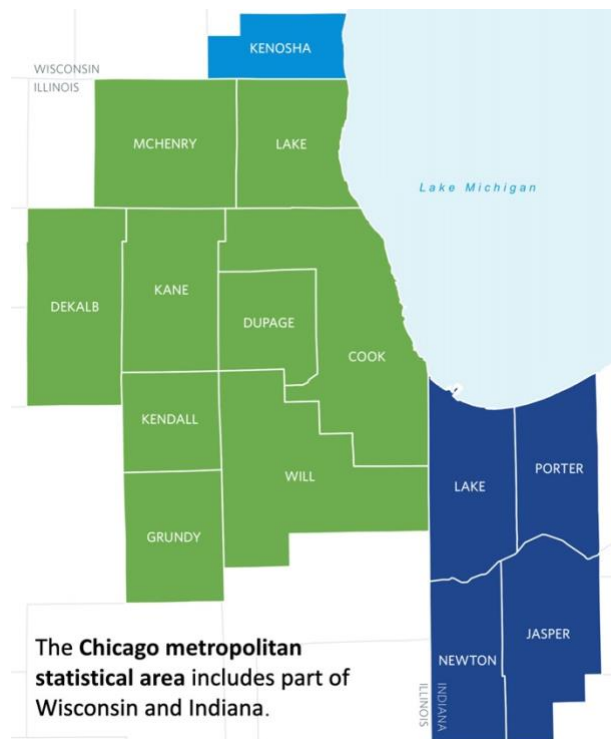 KENOSHA
WISCONSIN
ILLINOIS
MCHENRY
LAKE
Lake Michigan
DEKALB
KANE
DUPAGE
COOK
KENDALL
WILL
LAKE
PORTER
GRUNDY
JASPER
NEWTON
The Chicago metropolitan
statistical area includes part of
Wisconsin and Indiana.
ILLINOIS
INDIANA